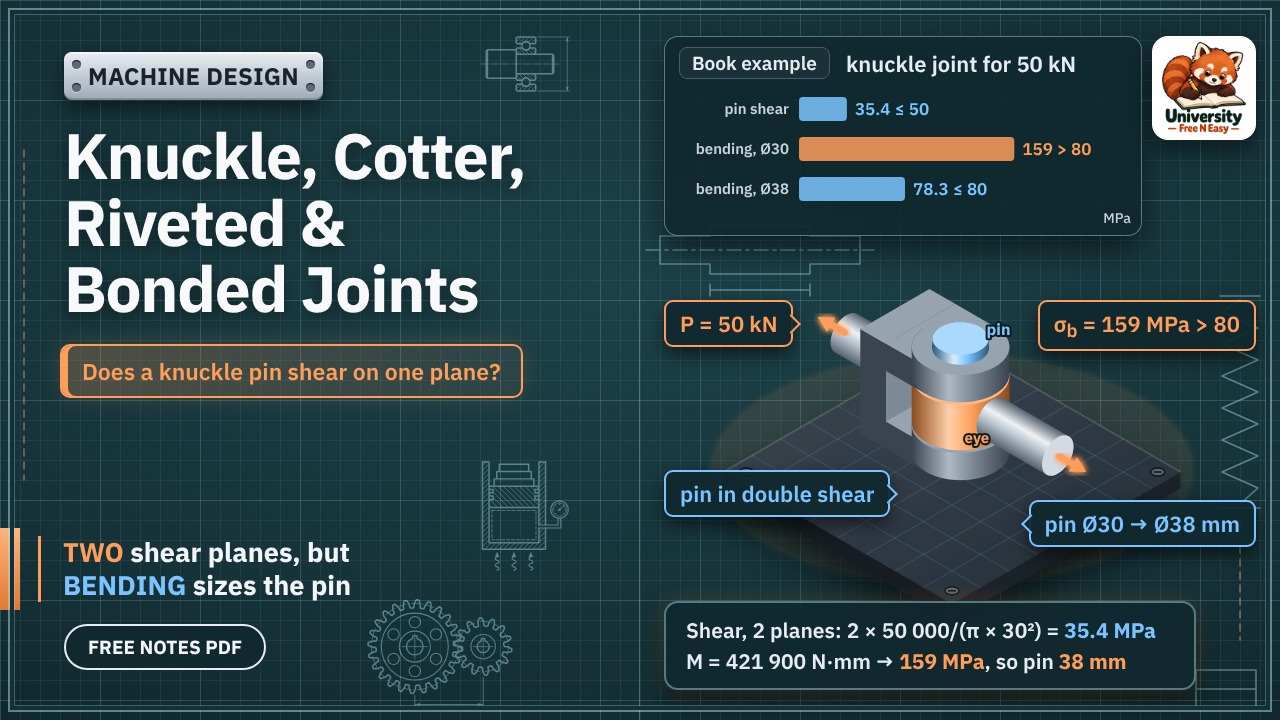 MACHINE DESIGN
Knuckle, Cotter,
Riveted &
Bonded Joints
Does a knuckle pin shear on one plane?
TWO shear planes, but
BENDING sizes the pin
FREE NOTES PDF
Book example knuckle joint for 50 kN
pin shear 35.4 ≤ 50
bending, Ø30 159 > 80
bending, Ø38 78.3 ≤ 80
MPa
University
Free N Easy
P = 50 kN
pin
σb = 159 MPa > 80
eye
pin in double shear
pin Ø30 → Ø38 mm
Shear, 2 planes: 2 × 50 000/(π × 30²) = 35.4 MPa
M = 421 900 N·mm → 159 MPa, so pin 38 mm